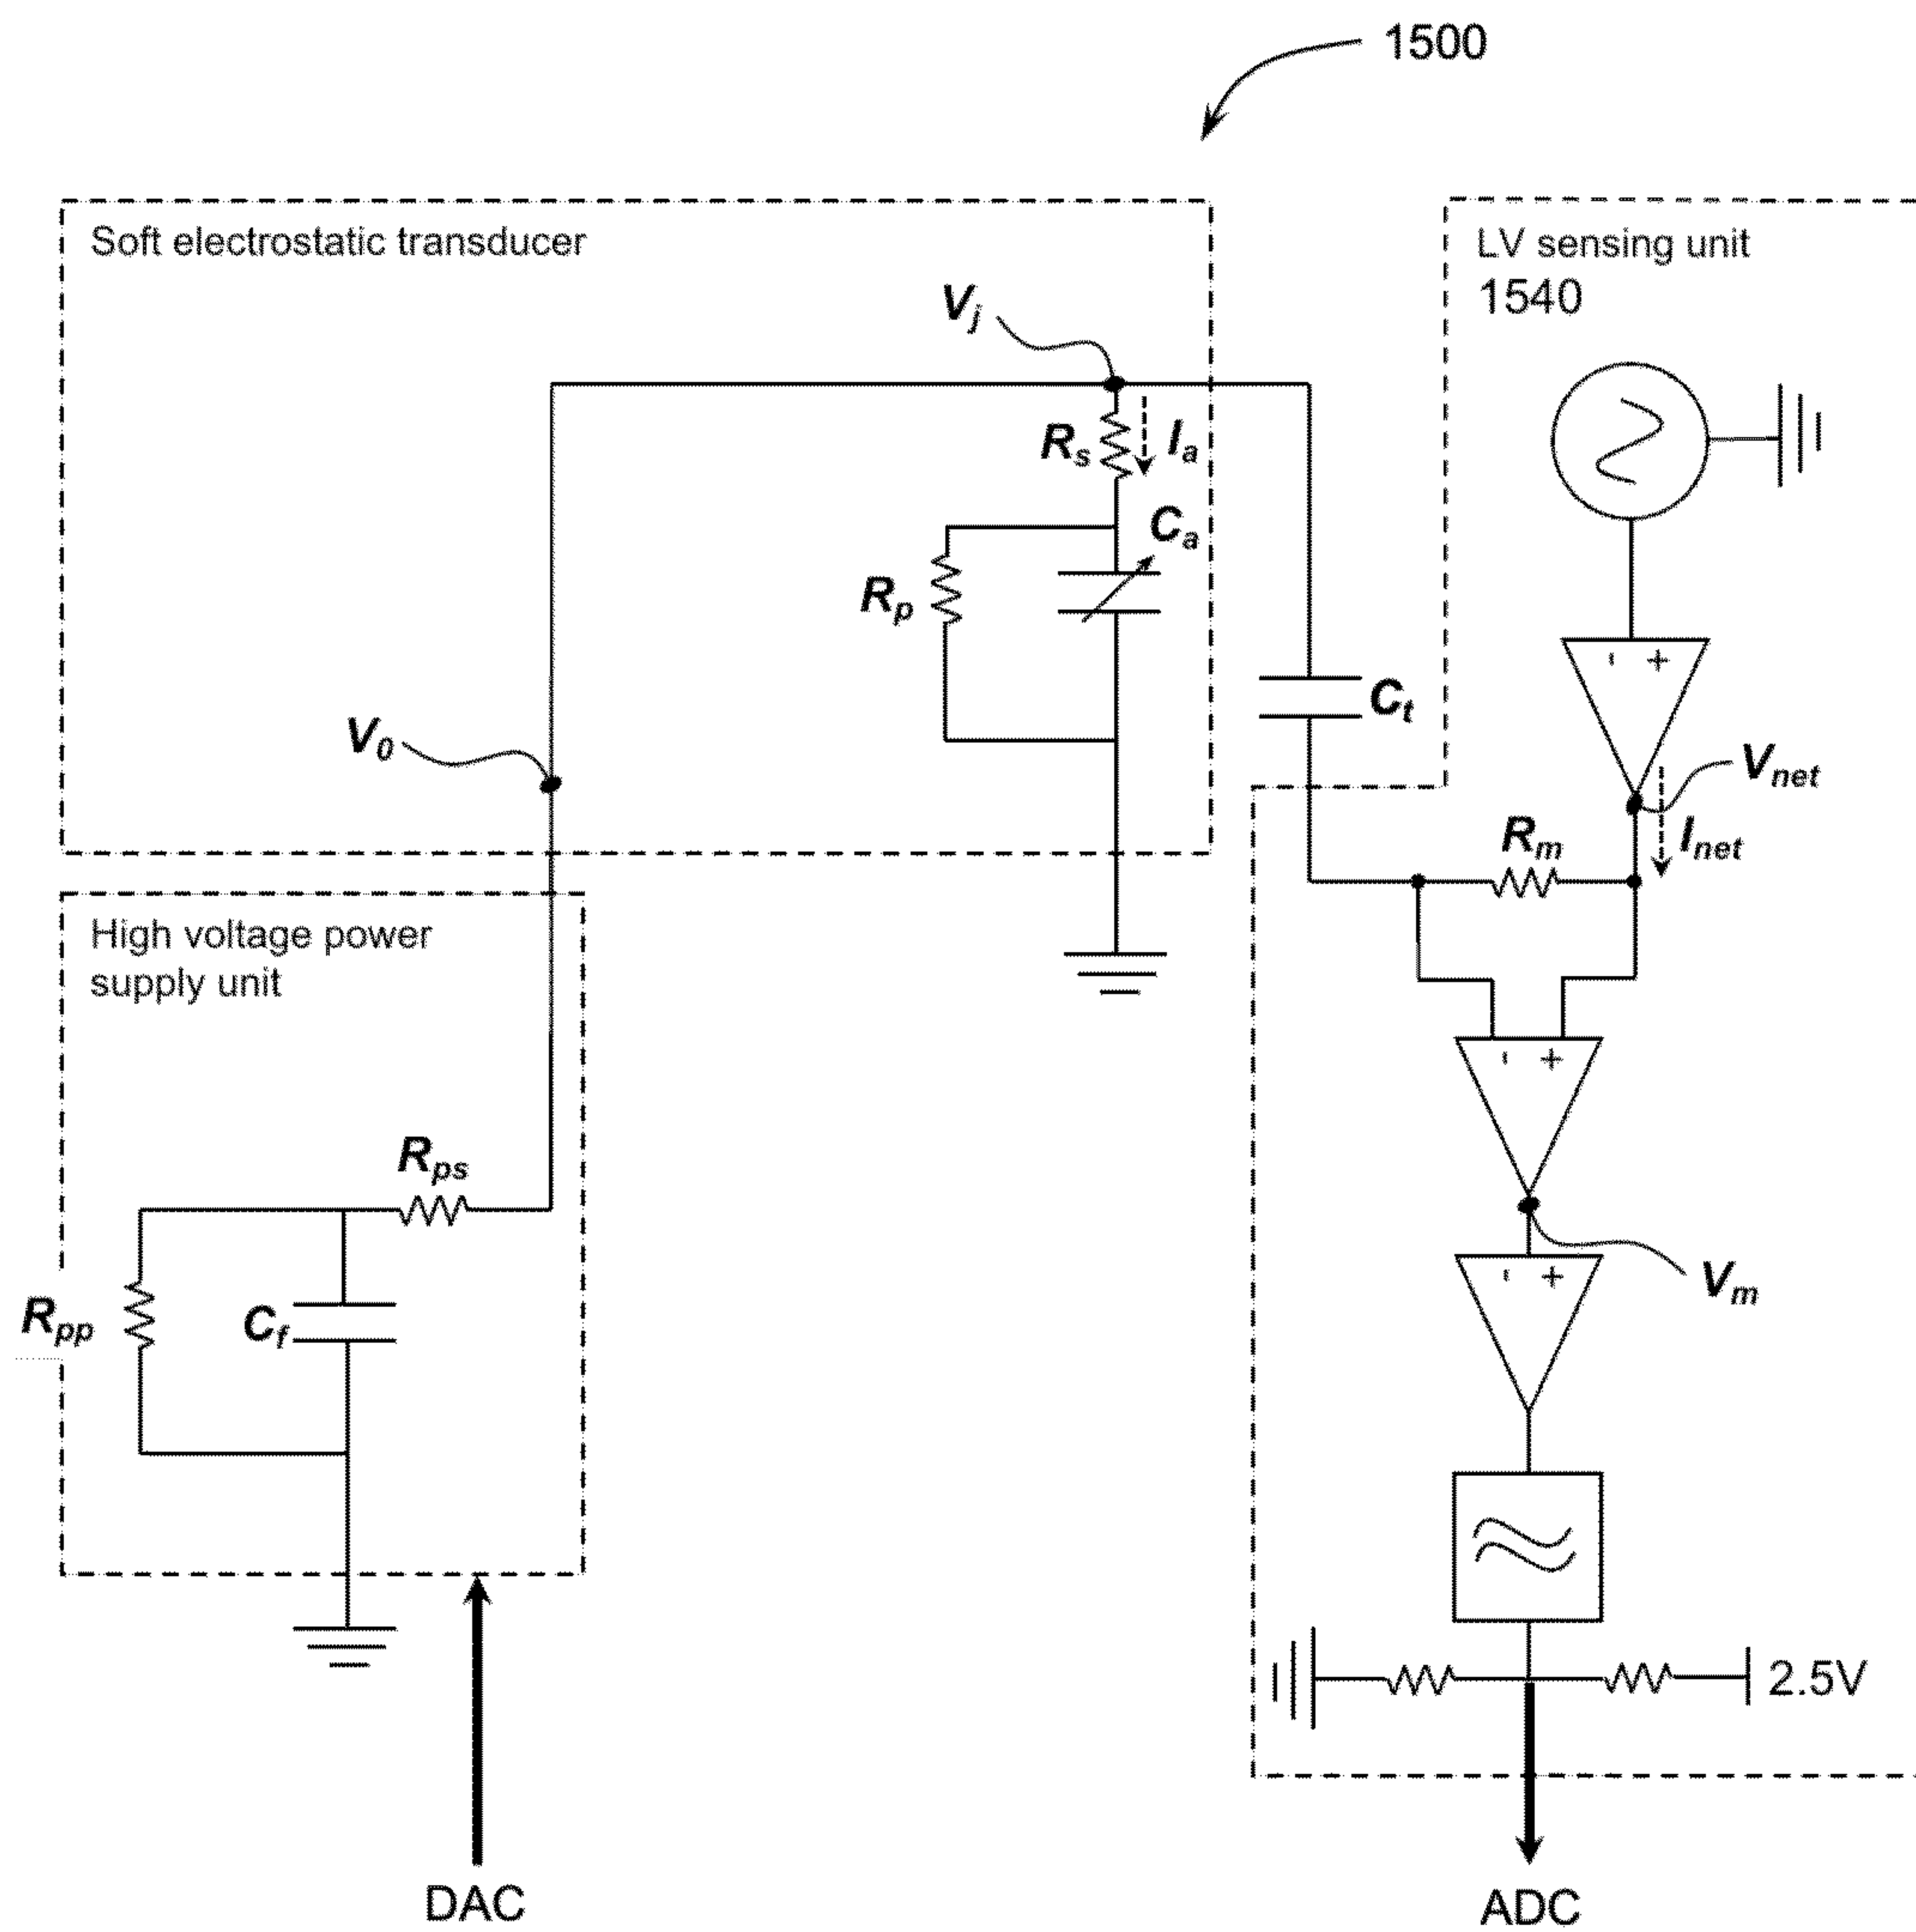 1500
Soft electrostatic transducer
LV sensing unit
1540
Vj
Rs
Ia
Ca
Rp
Ct
V0
Vnet
Rm
Inet
- +
High voltage power
supply unit
- +
Rps
Vm
- +
Rpp
Cf
2.5V
DAC
ADC